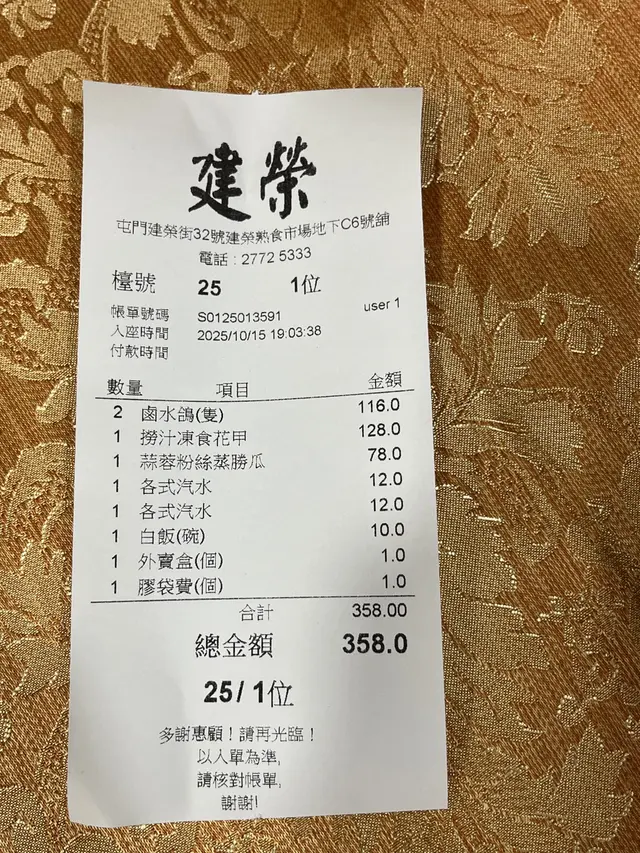 建榮
屯門建榮街32號建榮熟食市場地下C6號舖
電話：2772 5333
檯號 25 1位
帳單號碼 S0125013591 user 1
入座時間 2025/10/15 19:03:38
付款時間
數量 項目 金額
2 鹵水鴿(隻) 116.0
1 撈汁凍食花甲 128.0
1 蒜蓉粉絲蒸勝瓜 78.0
1 各式汽水 12.0
1 各式汽水 12.0
1 白飯(碗) 10.0
1 外賣盒(個) 1.0
1 膠袋費(個) 1.0
合計 358.00
總金額 358.0
25/ 1位
多謝惠顧！請再光臨！
以入單為準,
請核對帳單,
謝謝!